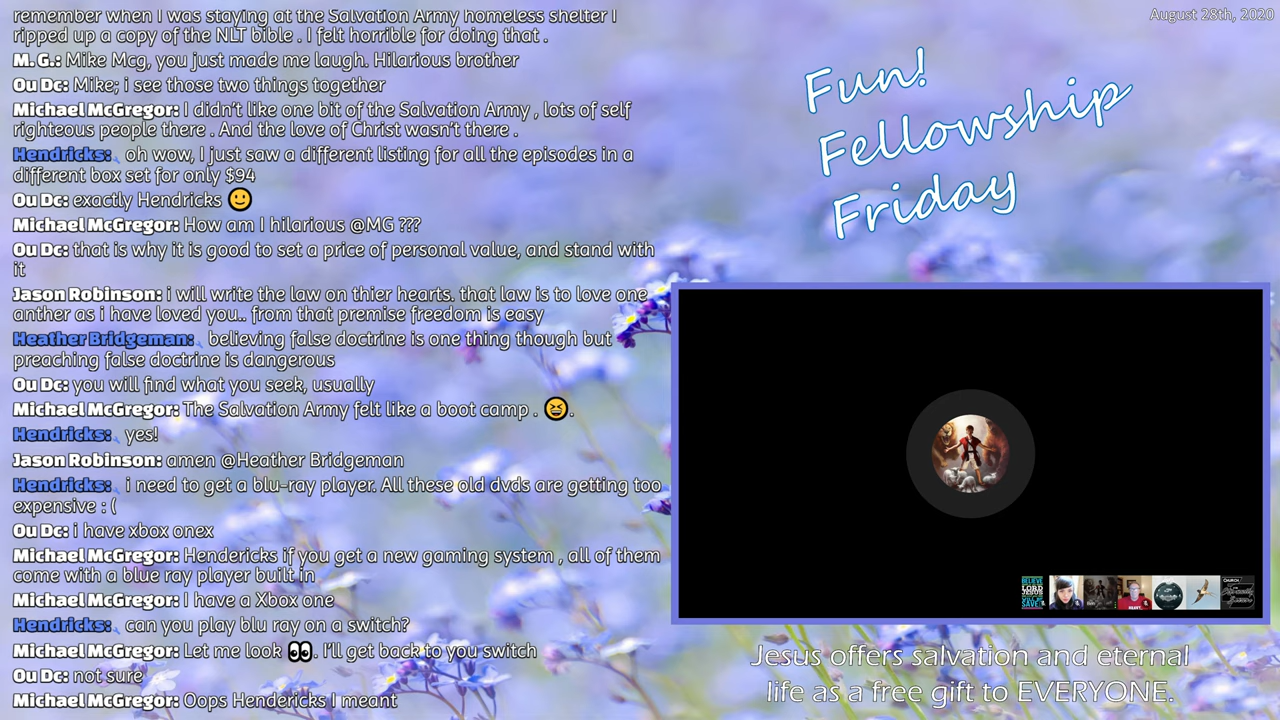 remember when I was staying at the Salvation Army homeless shelter I
ripped up a copy of the NLT bible . I felt horrible for doing that .
M. G.: Mike Mcg, you just made me laugh. Hilarious brother
Ou Dc: Mike; i see those two things together
Michael McGregor: I didn't like one bit of the Salvation Army , lots of self
righteous people there . And the love of Christ wasn't there .
Hendricks: oh wow, I just saw a different listing for all the episodes in a
different box set for only $94
Ou Dc: exactly Hendricks 🙂
Michael McGregor: How am I hilarious @MG ???
Ou Dc: that is why it is good to set a price of personal value, and stand with
it
Jason Robinson: i will write the law on thier hearts. that law is to love one
anther as i have loved you.. from that premise freedom is easy
Heather Bridgeman: believing false doctrine is one thing though but
preaching false doctrine is dangerous
Ou Dc: you will find what you seek, usually
Michael McGregor: The Salvation Army felt like a boot camp . 😆.
Hendricks: yes!
Jason Robinson: amen @Heather Bridgeman
Hendricks: i need to get a blu-ray player. All these old dvds are getting too
expensive : (
Ou Dc: i have xbox onex
Michael McGregor: Hendericks if you get a new gaming system , all of them
come with a blue ray player built in
Michael McGregor: I have a Xbox one
Hendricks: can you play blu ray on a switch?
Michael McGregor: Let me look 👀. I'll get back to you switch
Ou Dc: not sure
Michael McGregor: Oops Hendericks I meant
August 28th, 2020
Fun!
Fellowship
Friday
BELIEVE
LORD
JESUS
SAVED
Jesus offers salvation and eternal
life as a free gift to EVERYONE.